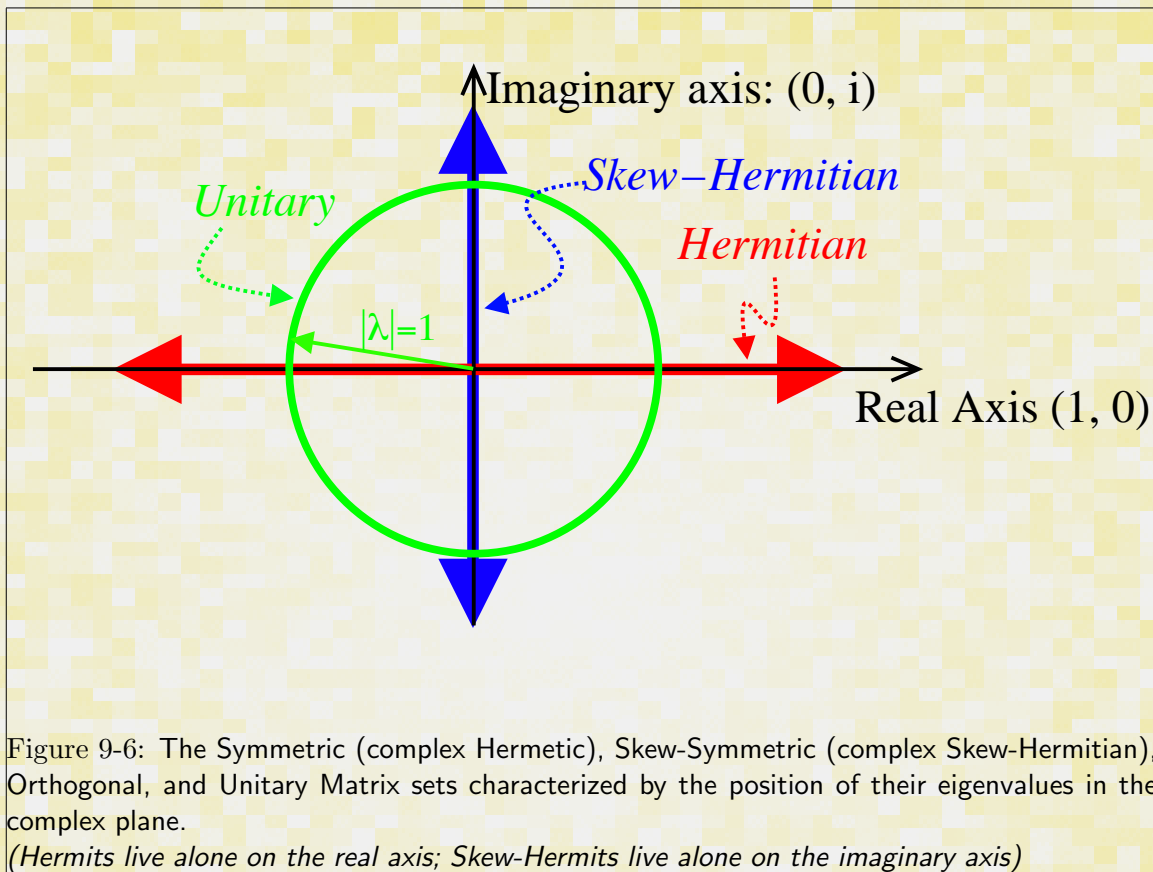 Imaginary axis: (0, i)
Skew−Hermitian
Unitary
Hermitian
|λ|=1
Real Axis (1, 0)
Figure 9-6: The Symmetric (complex Hermetic), Skew-Symmetric (complex Skew-Hermitian),
Orthogonal, and Unitary Matrix sets characterized by the position of their eigenvalues in the
complex plane.
(Hermits live alone on the real axis; Skew-Hermits live alone on the imaginary axis)